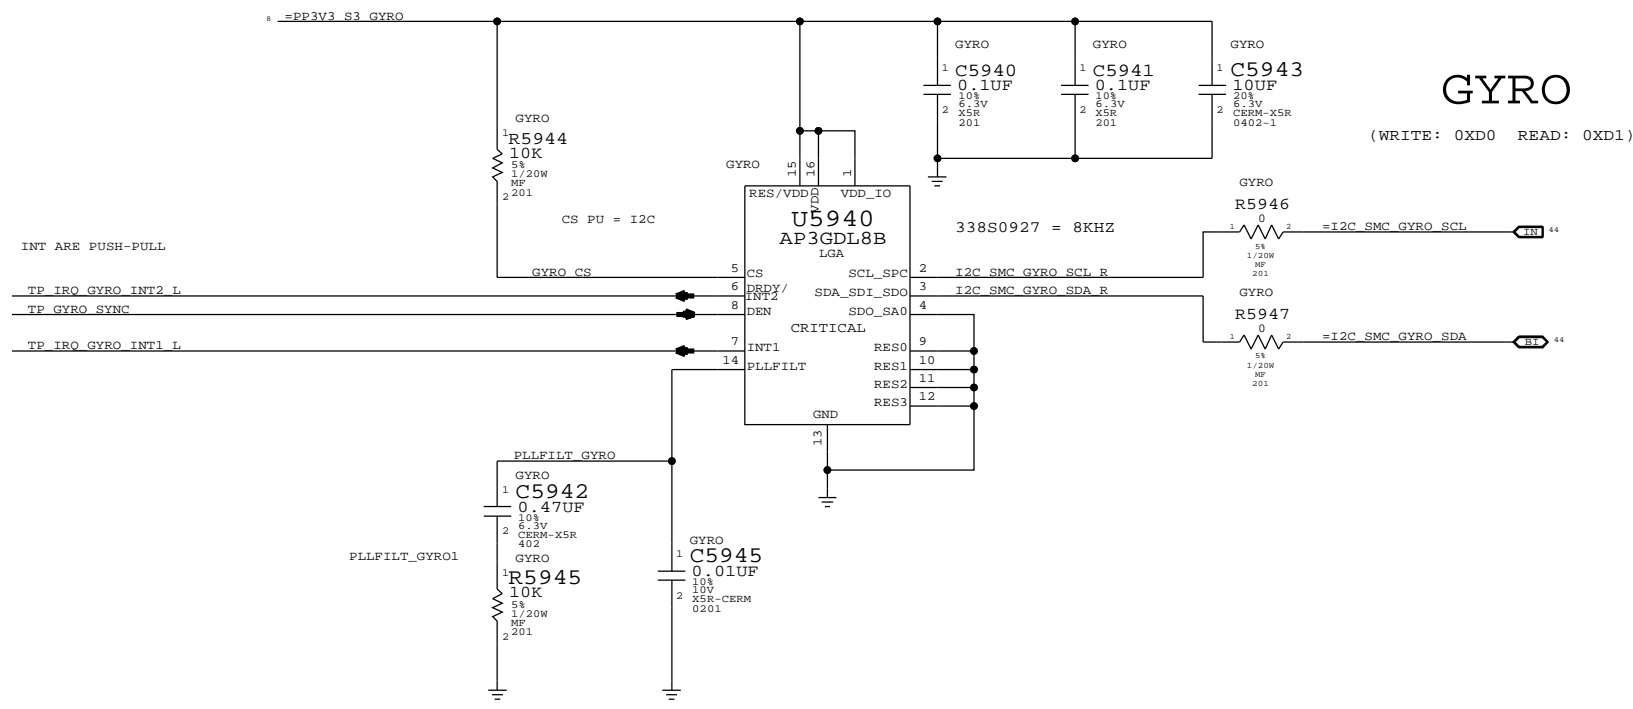 8 =PP3V3_S3_GYRO
GYRO
1 C5940
0.1UF
10%
2 6.3V
X5R
201
GYRO
1 C5941
0.1UF
10%
2 6.3V
X5R
201
GYRO
1 C5943
10UF
20%
2 6.3V
CERM-X5R
0402-1
GYRO
(WRITE: 0XD0 READ: 0XD1)
GYRO
1 R5944
10K
5%
1/20W
MF
2 201
CS PU = I2C
INT ARE PUSH-PULL
GYRO
15 16 1
RES/VDD VDD VDD_IO
U5940
AP3GDL8B
LGA
338S0927 = 8KHZ
GYRO
R5946
0
1 2
5%
1/20W
MF
201
=I2C_SMC_GYRO_SCL IN 44
GYRO_CS 5 CS
SCL_SPC 2 I2C_SMC_GYRO_SCL_R
TP_IRQ_GYRO_INT2_L 6 DRDY/
INT2
SDA_SDI_SDO 3 I2C_SMC_GYRO_SDA_R
TP_GYRO_SYNC 8 DEN
SDO_SA0 4
GYRO
R5947
0
1 2
5%
1/20W
MF
201
=I2C_SMC_GYRO_SDA BI 44
CRITICAL
TP_IRQ_GYRO_INT1_L 7 INT1
RES0 9
14 PLLFILT
RES1 10
RES2 11
RES3 12
GND
13
PLLFILT_GYRO
GYRO
1 C5942
0.47UF
10%
6.3V
2 CERM-X5R
402
PLLFILT_GYRO1
GYRO
1 R5945
10K
5%
1/20W
MF
2 201
GYRO
1 C5945
0.01UF
10%
10V
2 X5R-CERM
0201